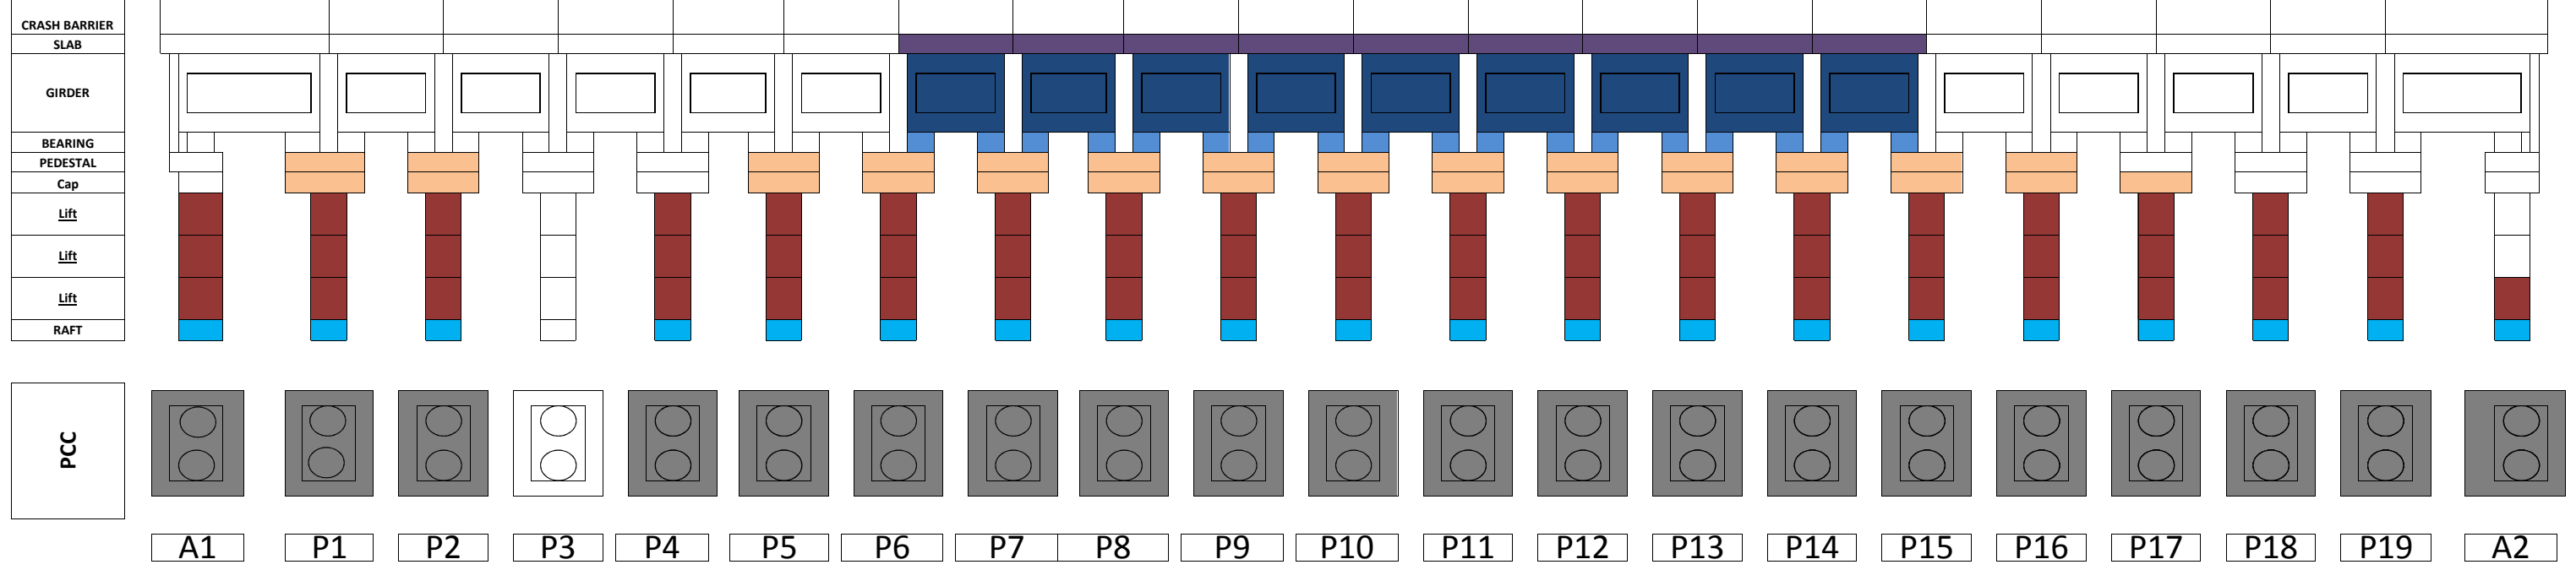 CRASH BARRIER
SLAB
GIRDER
BEARING
PEDESTAL
Cap
Lift
Lift
Lift
RAFT
PCC
A1 P1 P2 P3 P4 P5 P6 P7 P8 P9 P10 P11 P12 P13 P14 P15 P16 P17 P18 P19 A2